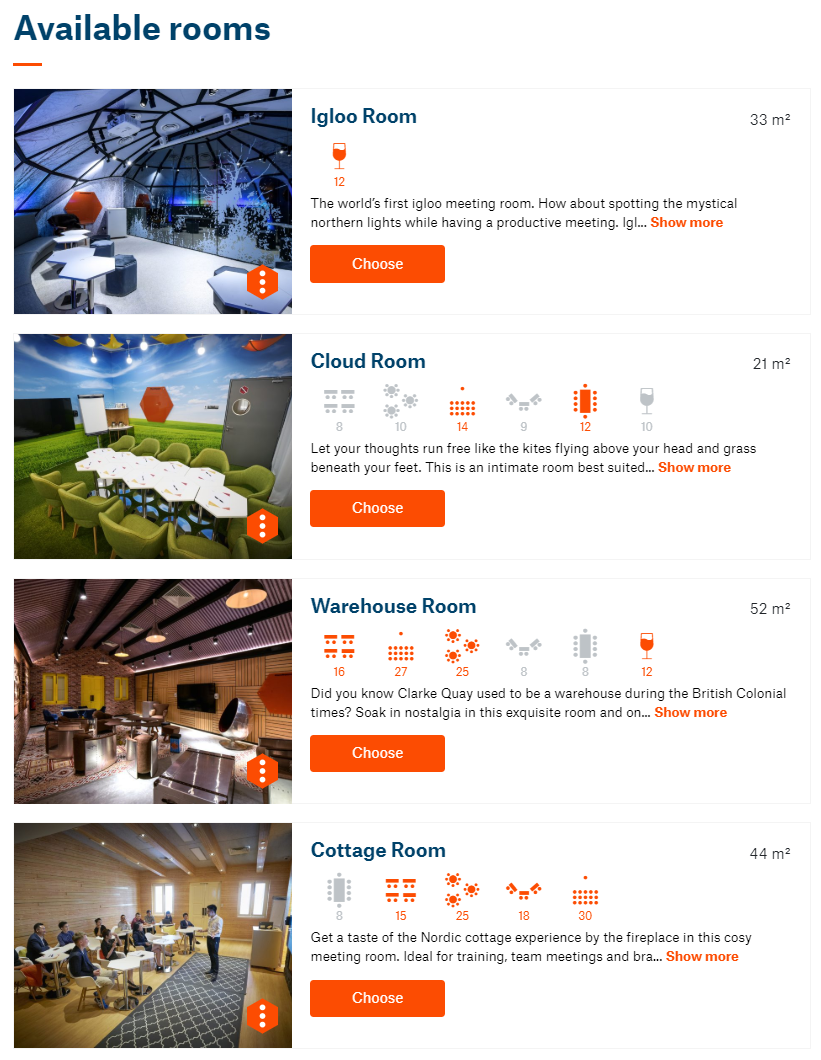 Available rooms
Igloo Room
33 m²
12
The world's first igloo meeting room. How about spotting the mystical
northern lights while having a productive meeting. Igl... Show more
Choose
Cloud Room
21 m²
8 10 14 9 12 10
Let your thoughts run free like the kites flying above your head and grass
beneath your feet. This is an intimate room best suited... Show more
Choose
Warehouse Room
52 m²
16 27 25 8 8 12
Did you know Clarke Quay used to be a warehouse during the British Colonial
times? Soak in nostalgia in this exquisite room and on... Show more
Choose
Cottage Room
44 m²
8 15 25 18 30
Get a taste of the Nordic cottage experience by the fireplace in this cosy
meeting room. Ideal for training, team meetings and bra... Show more
Choose